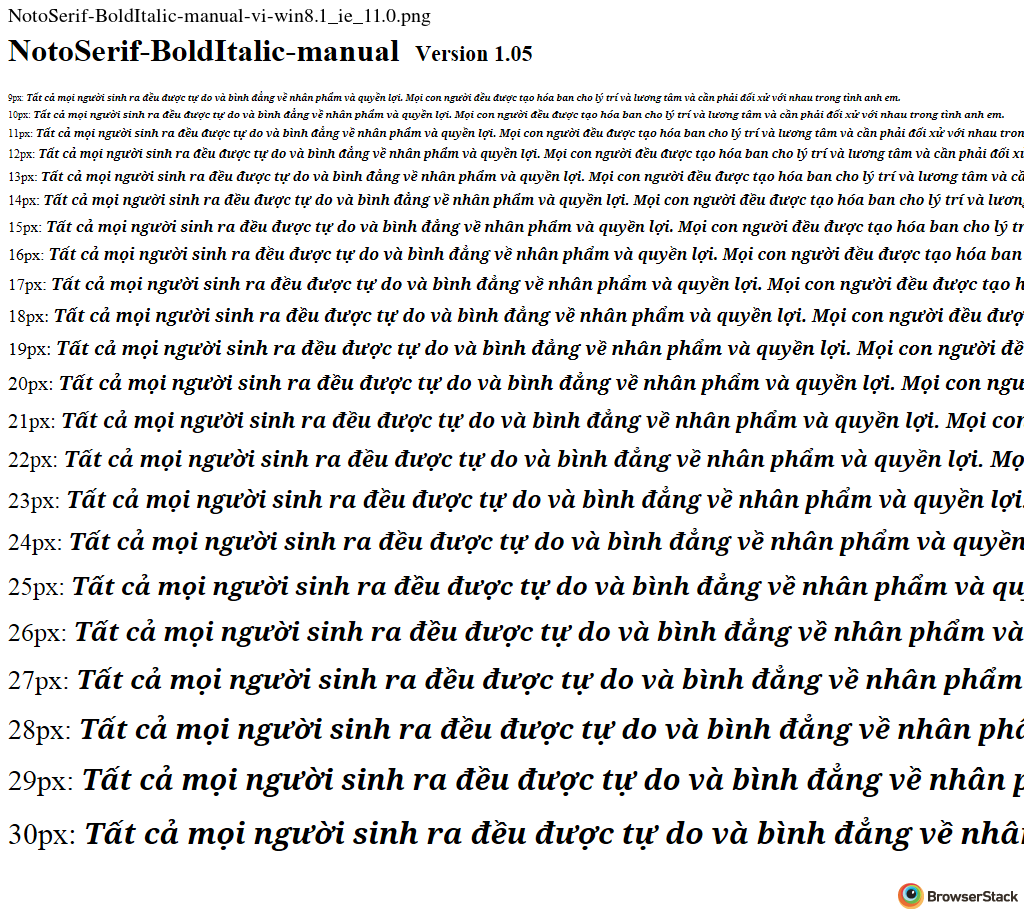 NotoSerif-BoldItalic-manual-vi-win8.1_ie_11.0.png
NotoSerif-BoldItalic-manual Version 1.05
9px: Tất cả mọi người sinh ra đều được tự do và bình đẳng về nhân phẩm và quyền lợi. Mọi con người đều được tạo hóa ban cho lý trí và lương tâm và cần phải đối xử với nhau trong tình anh em.
10px: Tất cả mọi người sinh ra đều được tự do và bình đẳng về nhân phẩm và quyền lợi. Mọi con người đều được tạo hóa ban cho lý trí và lương tâm và cần phải đối xử với nhau trong tình anh em.
11px: Tất cả mọi người sinh ra đều được tự do và bình đẳng về nhân phẩm và quyền lợi. Mọi con người đều được tạo hóa ban cho lý trí và lương tâm và cần phải đối xử với nhau tron
12px: Tất cả mọi người sinh ra đều được tự do và bình đẳng về nhân phẩm và quyền lợi. Mọi con người đều được tạo hóa ban cho lý trí và lương tâm và cần phải đối xử
13px: Tất cả mọi người sinh ra đều được tự do và bình đẳng về nhân phẩm và quyền lợi. Mọi con người đều được tạo hóa ban cho lý trí và lương tâm và cầ
14px: Tất cả mọi người sinh ra đều được tự do và bình đẳng về nhân phẩm và quyền lợi. Mọi con người đều được tạo hóa ban cho lý trí và lương
15px: Tất cả mọi người sinh ra đều được tự do và bình đẳng về nhân phẩm và quyền lợi. Mọi con người đều được tạo hóa ban cho lý tr
16px: Tất cả mọi người sinh ra đều được tự do và bình đẳng về nhân phẩm và quyền lợi. Mọi con người đều được tạo hóa ban
17px: Tất cả mọi người sinh ra đều được tự do và bình đẳng về nhân phẩm và quyền lợi. Mọi con người đều được tạo h
18px: Tất cả mọi người sinh ra đều được tự do và bình đẳng về nhân phẩm và quyền lợi. Mọi con người đều đượ
19px: Tất cả mọi người sinh ra đều được tự do và bình đẳng về nhân phẩm và quyền lợi. Mọi con người đề
20px: Tất cả mọi người sinh ra đều được tự do và bình đẳng về nhân phẩm và quyền lợi. Mọi con ngư
21px: Tất cả mọi người sinh ra đều được tự do và bình đẳng về nhân phẩm và quyền lợi. Mọi con
22px: Tất cả mọi người sinh ra đều được tự do và bình đẳng về nhân phẩm và quyền lợi. Mọ
23px: Tất cả mọi người sinh ra đều được tự do và bình đẳng về nhân phẩm và quyền lợi.
24px: Tất cả mọi người sinh ra đều được tự do và bình đẳng về nhân phẩm và quyền
25px: Tất cả mọi người sinh ra đều được tự do và bình đẳng về nhân phẩm và quy
26px: Tất cả mọi người sinh ra đều được tự do và bình đẳng về nhân phẩm và
27px: Tất cả mọi người sinh ra đều được tự do và bình đẳng về nhân phẩm
28px: Tất cả mọi người sinh ra đều được tự do và bình đẳng về nhân phẩ
29px: Tất cả mọi người sinh ra đều được tự do và bình đẳng về nhân p
30px: Tất cả mọi người sinh ra đều được tự do và bình đẳng về nhân
BrowserStack